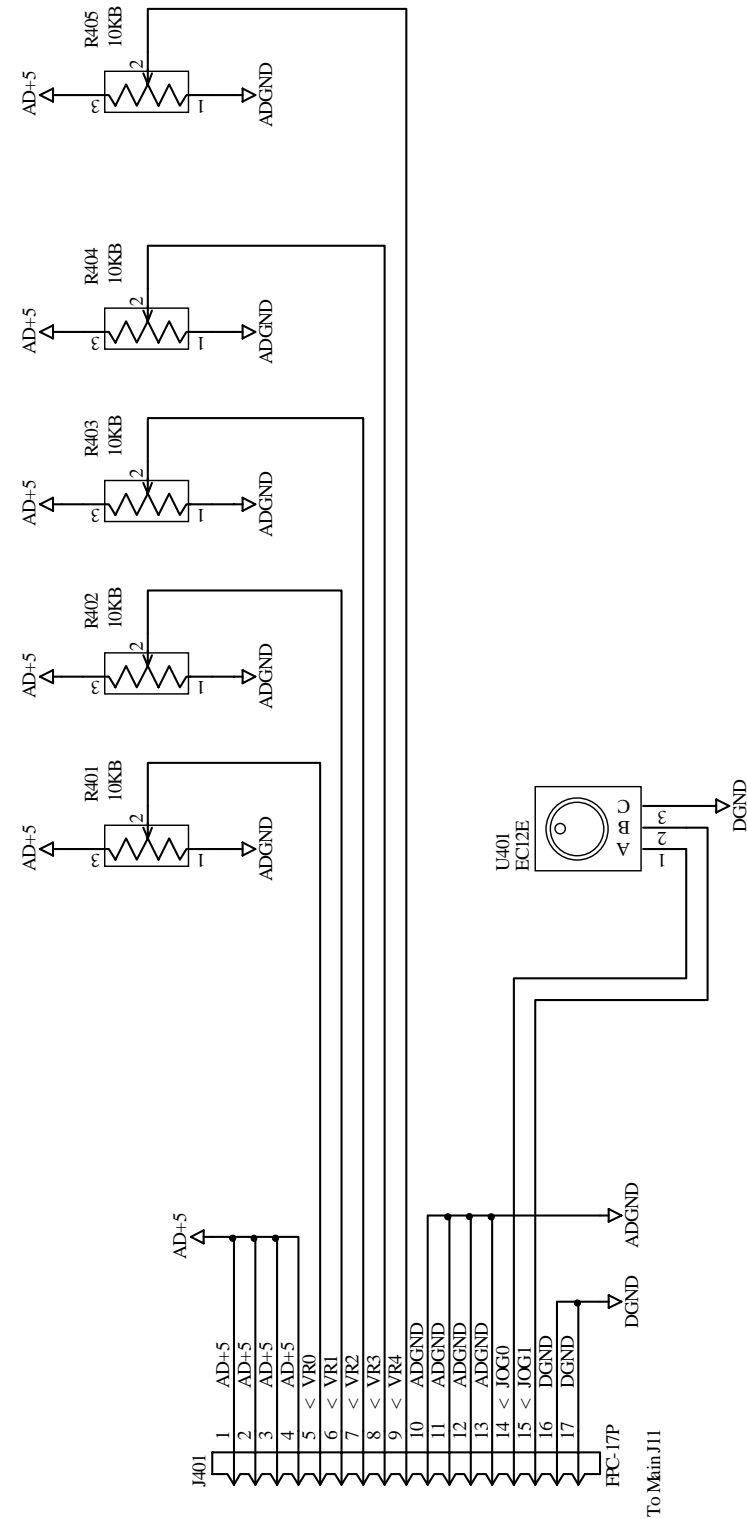 R405
10KB
AD+5
3
2
1
ADGND
R404
10KB
AD+5
3
2
1
ADGND
R403
10KB
AD+5
3
2
1
ADGND
R402
10KB
AD+5
3
2
1
ADGND
R401
10KB
AD+5
3
2
1
ADGND
U401
EC12E
A B C
1 2 3
DGND
AD+5
ADGND
DGND
J401
1 AD+5
2 AD+5
3 AD+5
4 AD+5
5 < VR0
6 < VR1
7 < VR2
8 < VR3
9 < VR4
10 ADGND
11 ADGND
12 ADGND
13 ADGND
14 < JOG0
15 < JOG1
16 DGND
17 DGND
FPC-17P
To Main J11